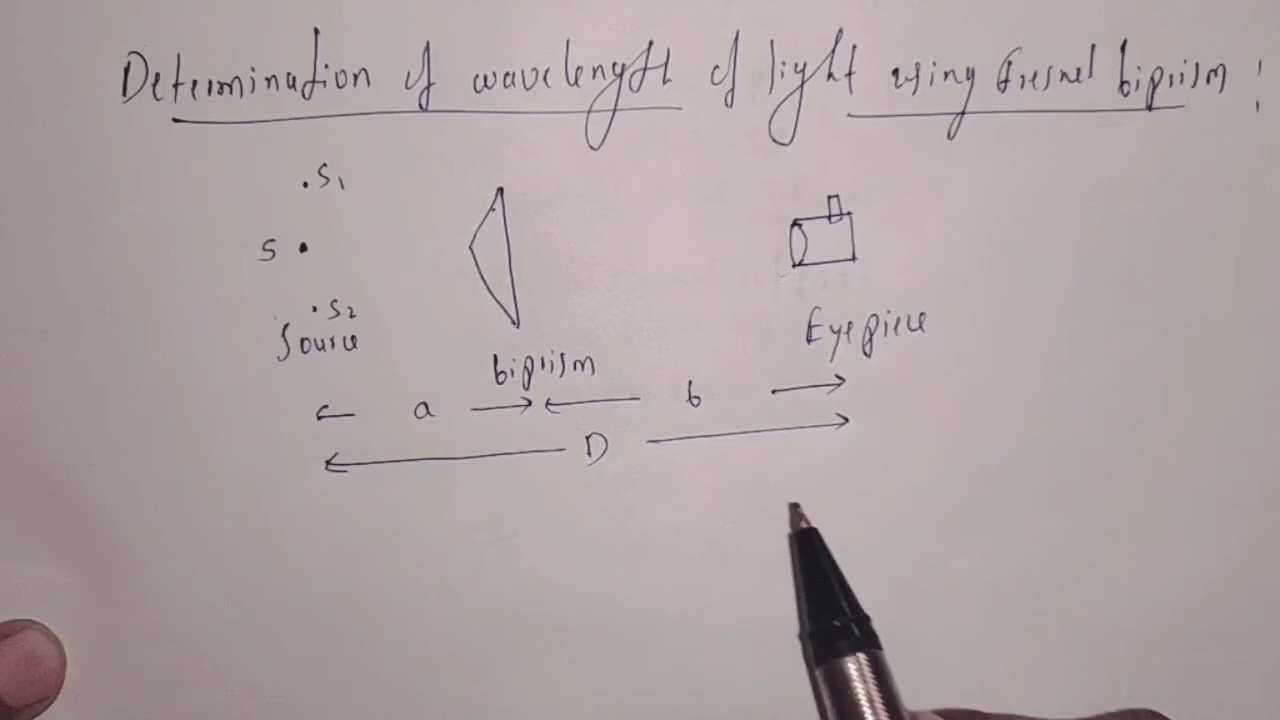 Determination of wavelength of light using Fresnel biprism :
.S1
S
.S2
Source
Eyepiece
biprism
a
b
D